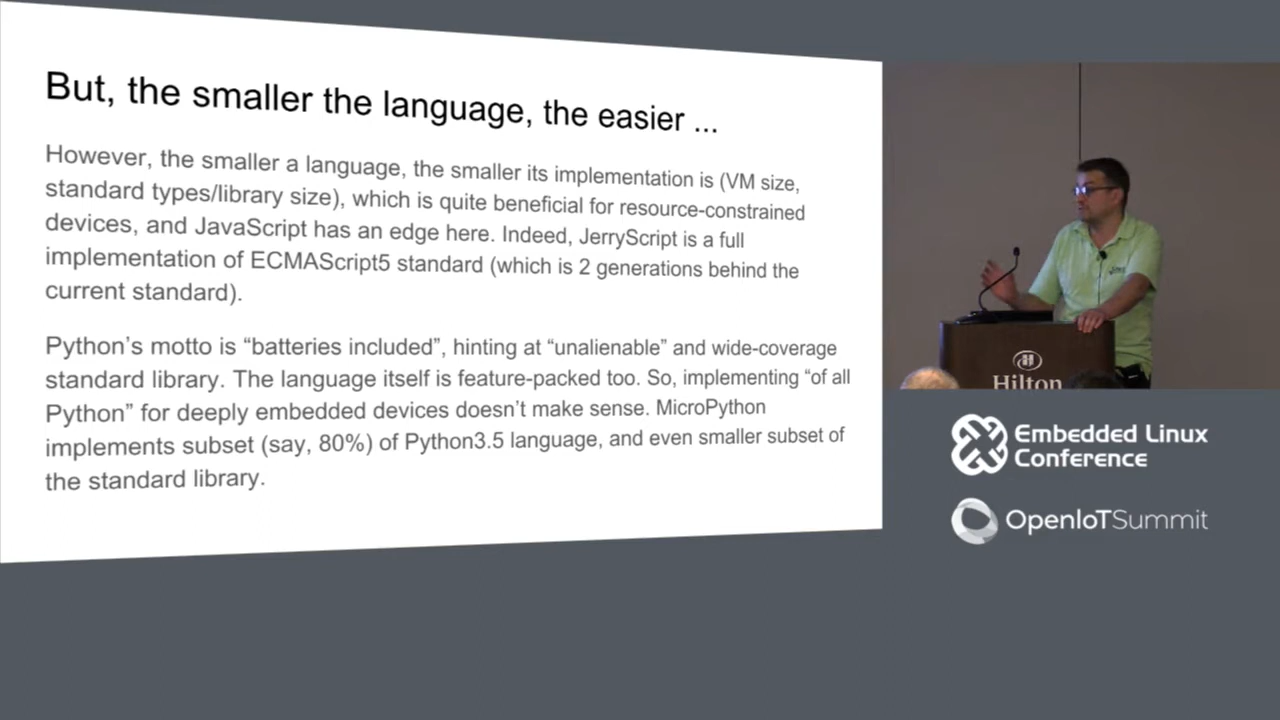 But, the smaller the language, the easier ...
However, the smaller a language, the smaller its implementation is (VM size,
standard types/library size), which is quite beneficial for resource-constrained
devices, and JavaScript has an edge here. Indeed, JerryScript is a full
implementation of ECMAScript5 standard (which is 2 generations behind the
current standard).
Python's motto is “batteries included”, hinting at “unalienable” and wide-coverage
standard library. The language itself is feature-packed too. So, implementing “of all
Python” for deeply embedded devices doesn't make sense. MicroPython
implements subset (say, 80%) of Python3.5 language, and even smaller subset of
the standard library.
Hilton
Embedded Linux
Conference
OpenIoTSummit